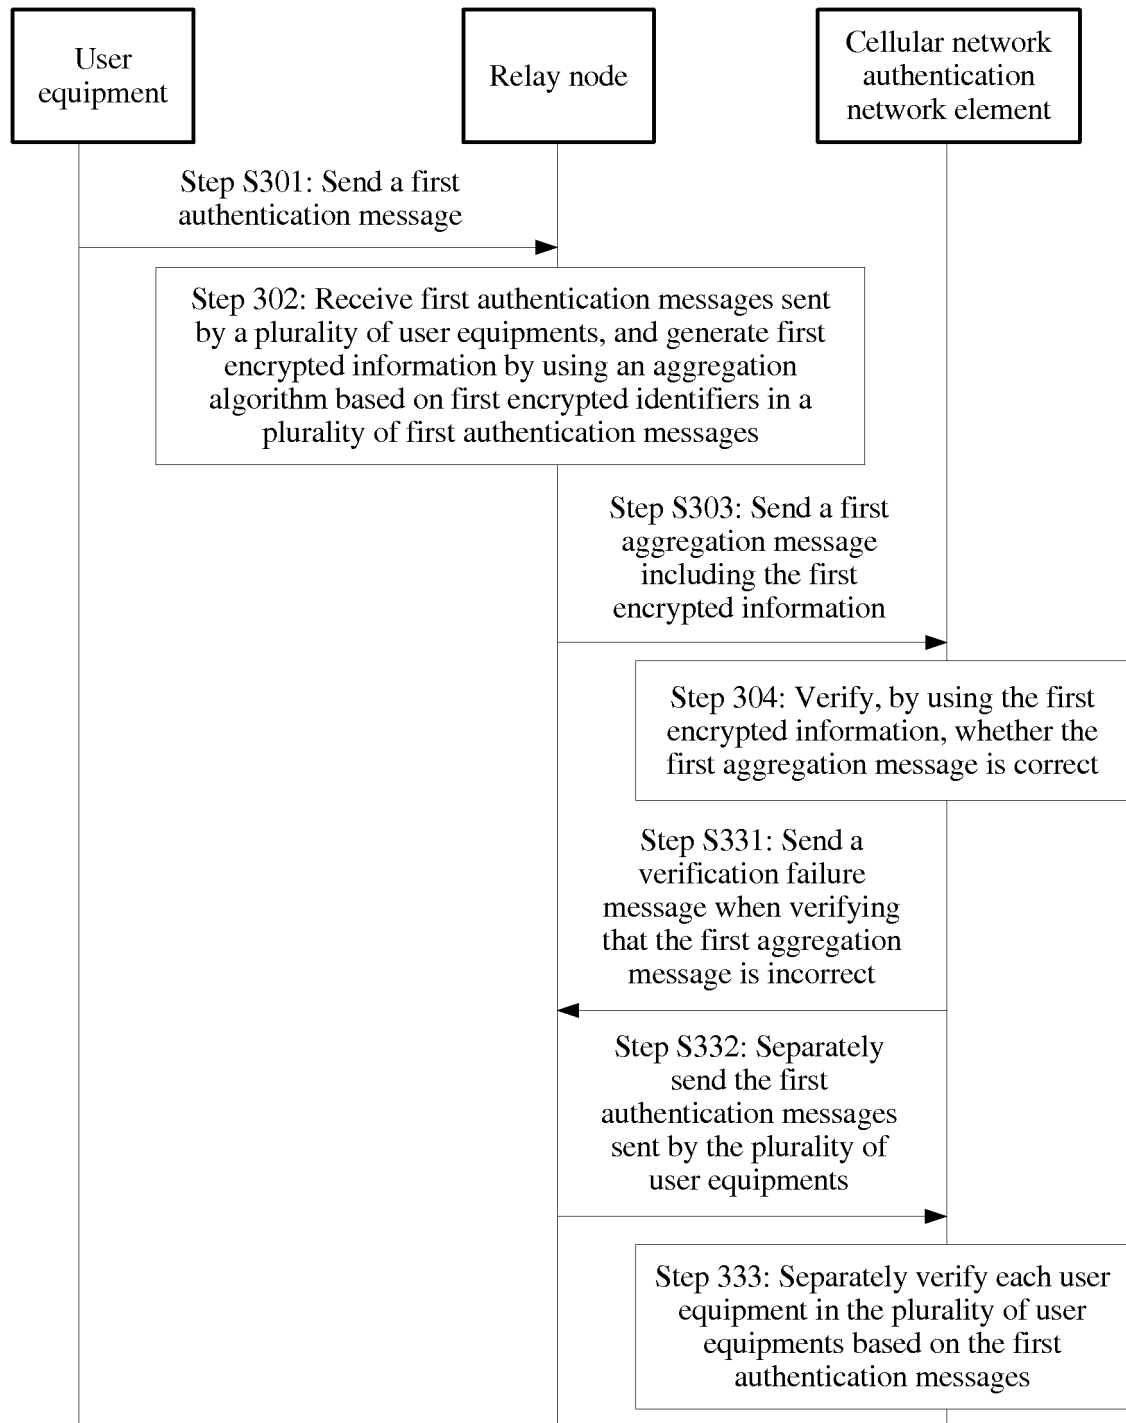 User
equipment
Relay node
Cellular network
authentication
network element
Step S301: Send a first
authentication message
Step 302: Receive first authentication messages sent
by a plurality of user equipments, and generate first
encrypted information by using an aggregation
algorithm based on first encrypted identifiers in a
plurality of first authentication messages
Step S303: Send a first
aggregation message
including the first
encrypted information
Step 304: Verify, by using the first
encrypted information, whether the
first aggregation message is correct
Step S331: Send a
verification failure
message when verifying
that the first aggregation
message is incorrect
Step S332: Separately
send the first
authentication messages
sent by the plurality of
user equipments
Step 333: Separately verify each user
equipment in the plurality of user
equipments based on the first
authentication messages